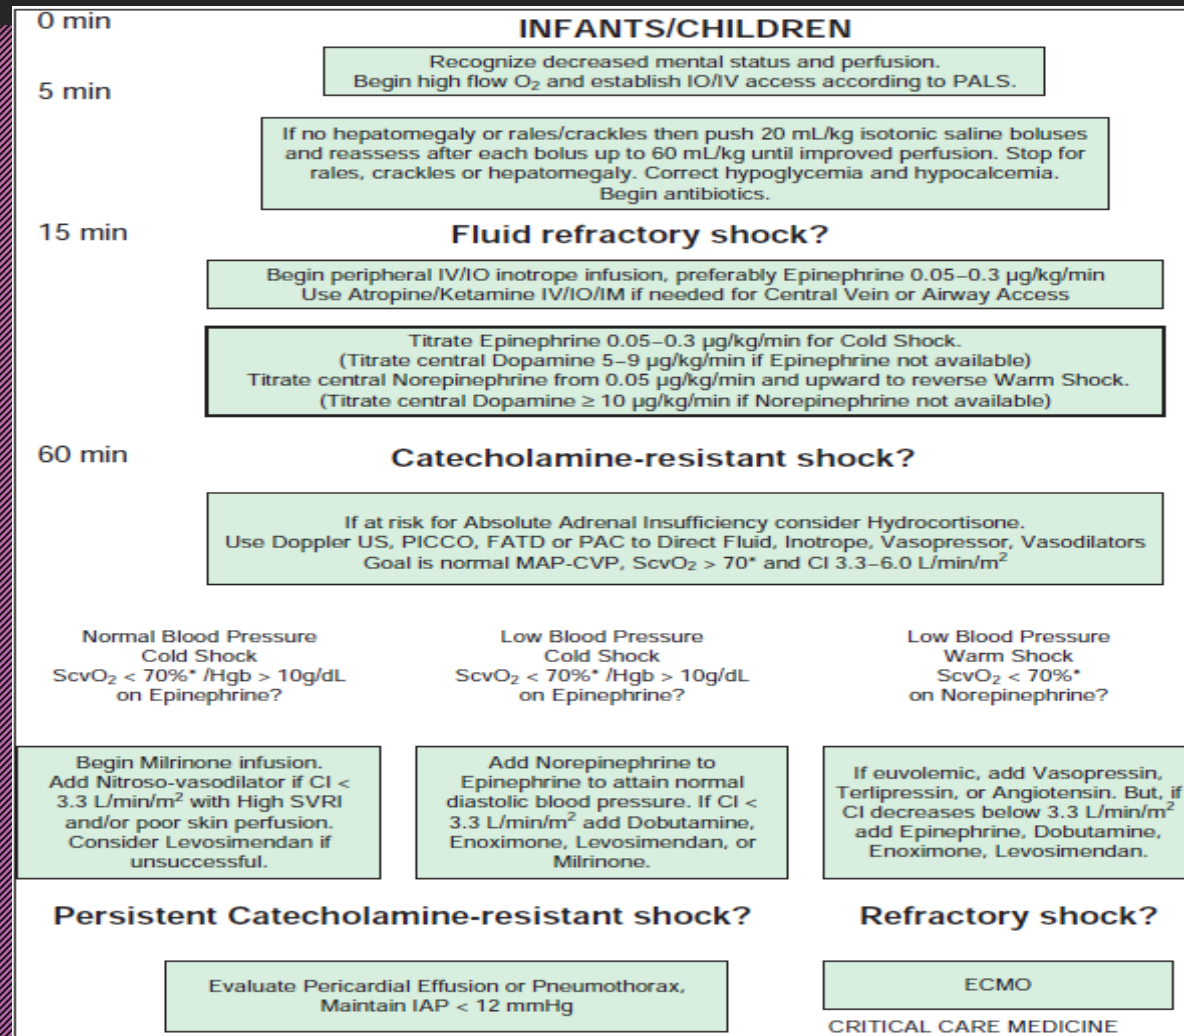 0 min
INFANTS/CHILDREN
Recognize decreased mental status and perfusion.
Begin high flow O₂ and establish IO/IV access according to PALS.
5 min
If no hepatomegaly or rales/crackles then push 20 mL/kg isotonic saline boluses
and reassess after each bolus up to 60 mL/kg until improved perfusion. Stop for
rales, crackles or hepatomegaly. Correct hypoglycemia and hypocalcemia.
Begin antibiotics.
15 min
Fluid refractory shock?
Begin peripheral IV/IO inotrope infusion, preferably Epinephrine 0.05–0.3 µg/kg/min
Use Atropine/Ketamine IV/IO/IM if needed for Central Vein or Airway Access
Titrate Epinephrine 0.05–0.3 µg/kg/min for Cold Shock.
(Titrate central Dopamine 5–9 µg/kg/min if Epinephrine not available)
Titrate central Norepinephrine from 0.05 µg/kg/min and upward to reverse Warm Shock.
(Titrate central Dopamine ≥ 10 µg/kg/min if Norepinephrine not available)
60 min
Catecholamine-resistant shock?
If at risk for Absolute Adrenal Insufficiency consider Hydrocortisone.
Use Doppler US, PICCO, FATD or PAC to Direct Fluid, Inotrope, Vasopressor, Vasodilators
Goal is normal MAP-CVP, ScvO₂ > 70* and CI 3.3–6.0 L/min/m²
Normal Blood Pressure
Cold Shock
ScvO₂ < 70%* /Hgb > 10g/dL
on Epinephrine?
Low Blood Pressure
Cold Shock
ScvO₂ < 70%* /Hgb > 10g/dL
on Epinephrine?
Low Blood Pressure
Warm Shock
ScvO₂ < 70%*
on Norepinephrine?
Begin Milrinone infusion.
Add Nitroso-vasodilator if CI <
3.3 L/min/m² with High SVRI
and/or poor skin perfusion.
Consider Levosimendan if
unsuccessful.
Add Norepinephrine to
Epinephrine to attain normal
diastolic blood pressure. If CI <
3.3 L/min/m² add Dobutamine,
Enoximone, Levosimendan, or
Milrinone.
If euvolemic, add Vasopressin,
Terlipressin, or Angiotensin. But, if
CI decreases below 3.3 L/min/m²
add Epinephrine, Dobutamine,
Enoximone, Levosimendan.
Persistent Catecholamine-resistant shock?
Refractory shock?
Evaluate Pericardial Effusion or Pneumothorax,
Maintain IAP < 12 mmHg
ECMO
CRITICAL CARE MEDICINE